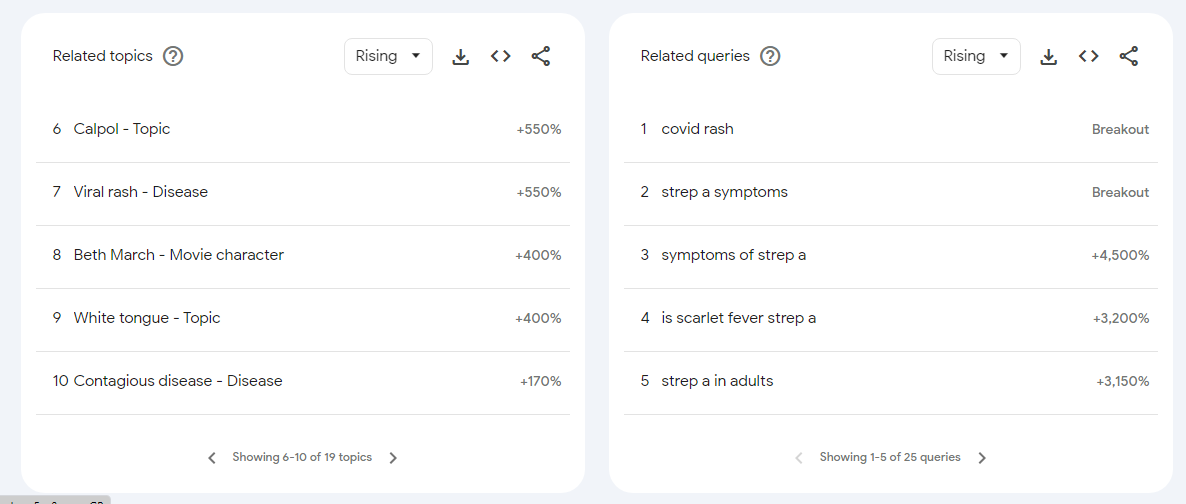 Related topics
Rising
6 Calpol - Topic +550%
7 Viral rash - Disease +550%
8 Beth March - Movie character +400%
9 White tongue - Topic +400%
10 Contagious disease - Disease +170%
Showing 6-10 of 19 topics
Related queries
Rising
1 covid rash Breakout
2 strep a symptoms Breakout
3 symptoms of strep a +4,500%
4 is scarlet fever strep a +3,200%
5 strep a in adults +3,150%
Showing 1-5 of 25 queries